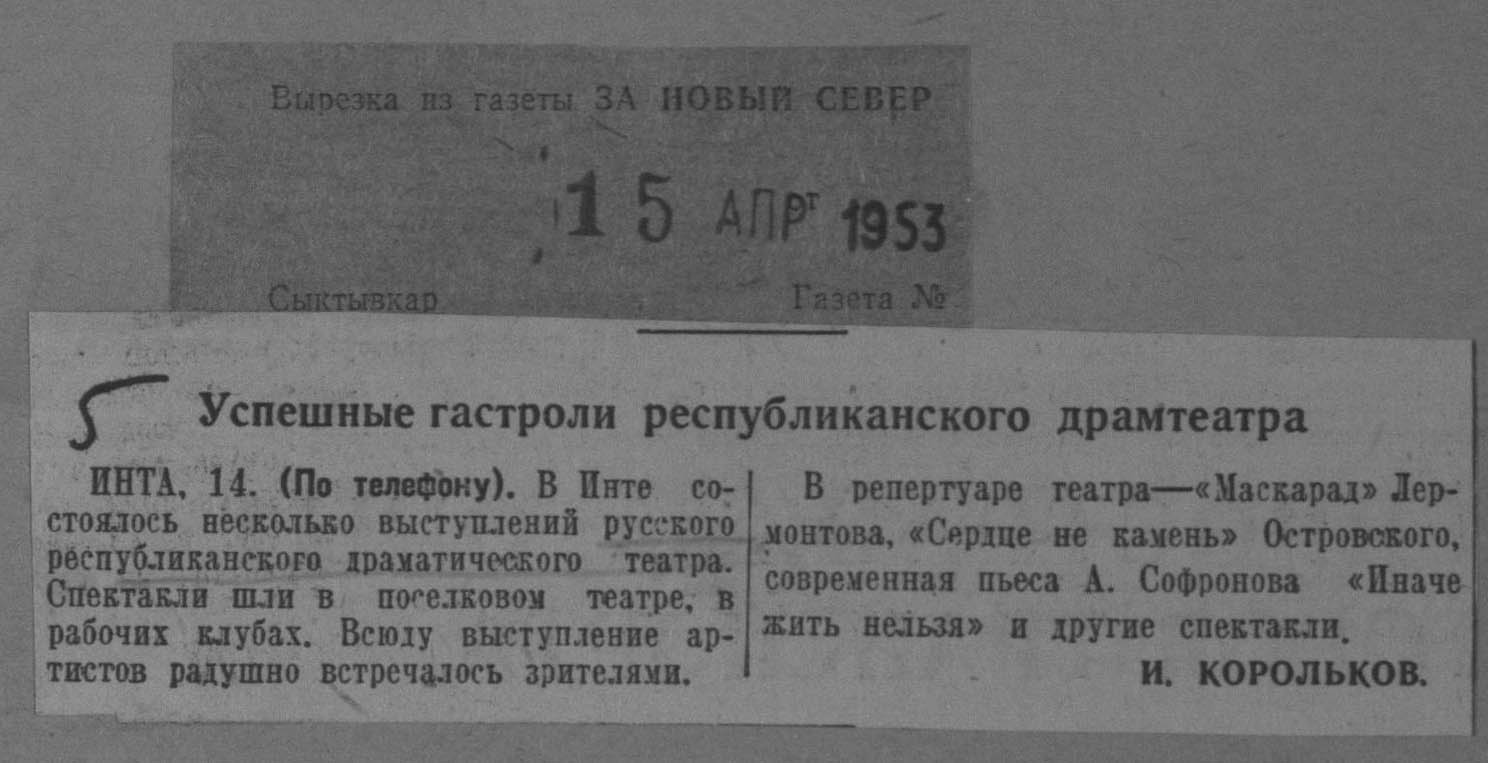 Вырезка из газеты ЗА НОВЫЙ СЕВЕР
15 АПРТ 1953
Сыктывкар Газета №
5
Успешные гастроли республиканского драмтеатра
ИНТА, 14. (По телефону). В Инте со-
стоялось несколько выступлений русского
республиканского драматического театра.
Спектакли шли в поселковом театре, в
рабочих клубах. Всюду выступление ар-
тистов радушно встречалось зрителями.
В репертуаре театра—«Маскарад» Лер-
монтова, «Сердце не камень» Островского,
современная пьеса А. Софронова «Иначе
жить нельзя» и другие спектакли.
И. КОРОЛЬКОВ.